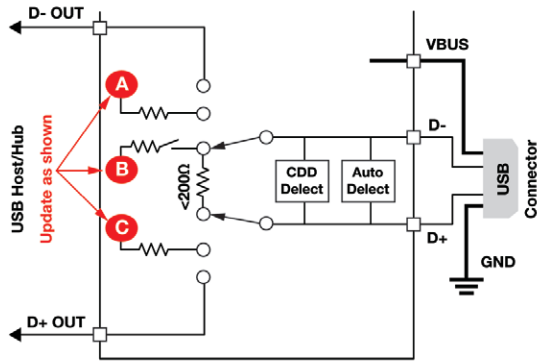 D- OUT
VBUS
A
D-
USB Host/Hub
Update as shown
B
<200Ω
CDD
Delect
Auto
Delect
USB
Connector
C
D+
GND
D+ OUT